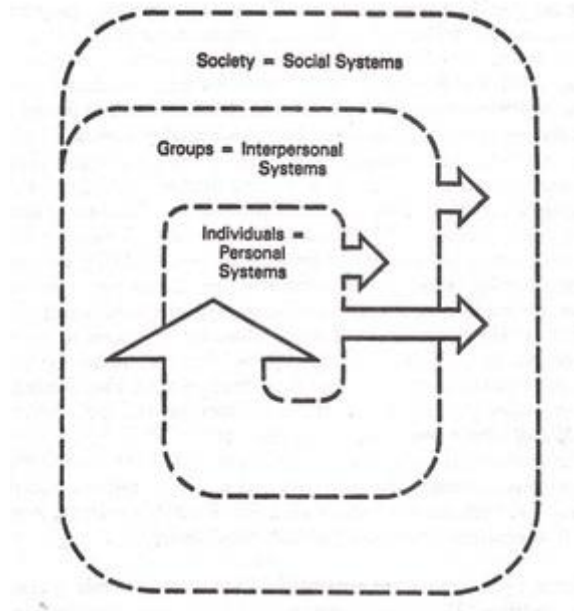 Society = Social Systems
Groups = Interpersonal
Systems
Individuals =
Personal
Systems